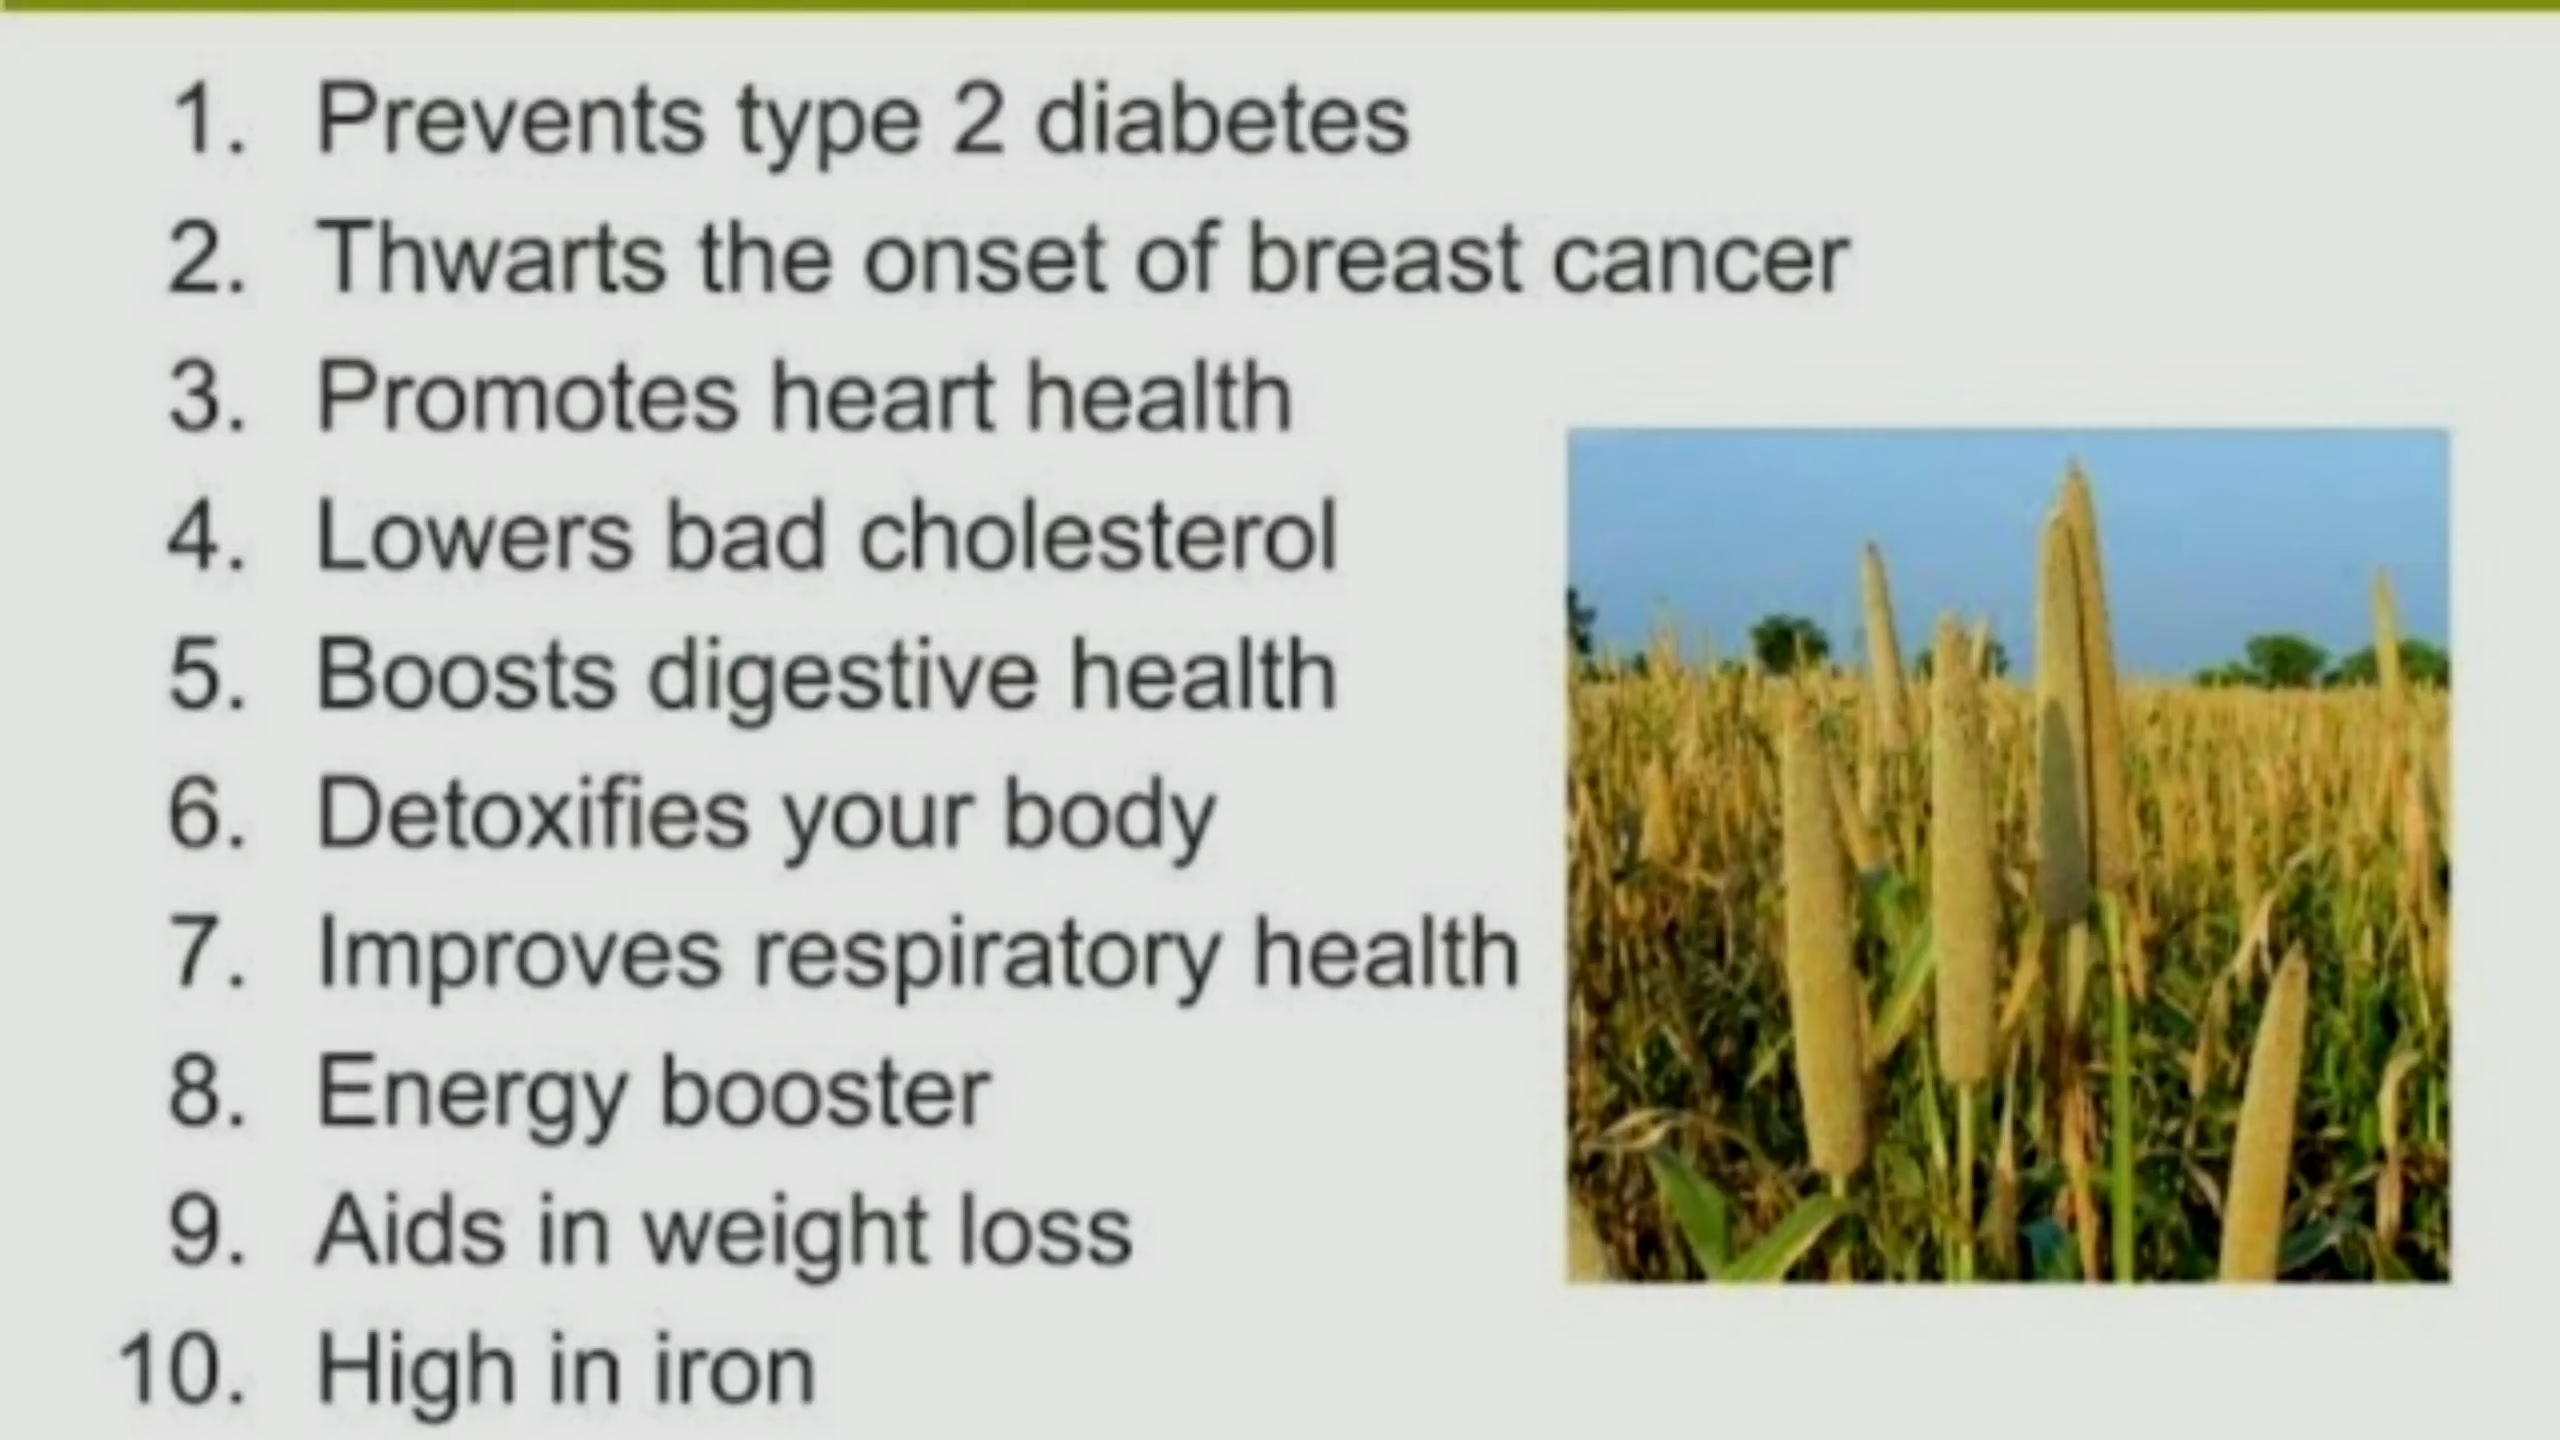 1. Prevents type 2 diabetes
2. Thwarts the onset of breast cancer
3. Promotes heart health
4. Lowers bad cholesterol
5. Boosts digestive health
6. Detoxifies your body
7. Improves respiratory health
8. Energy booster
9. Aids in weight loss
10. High in iron